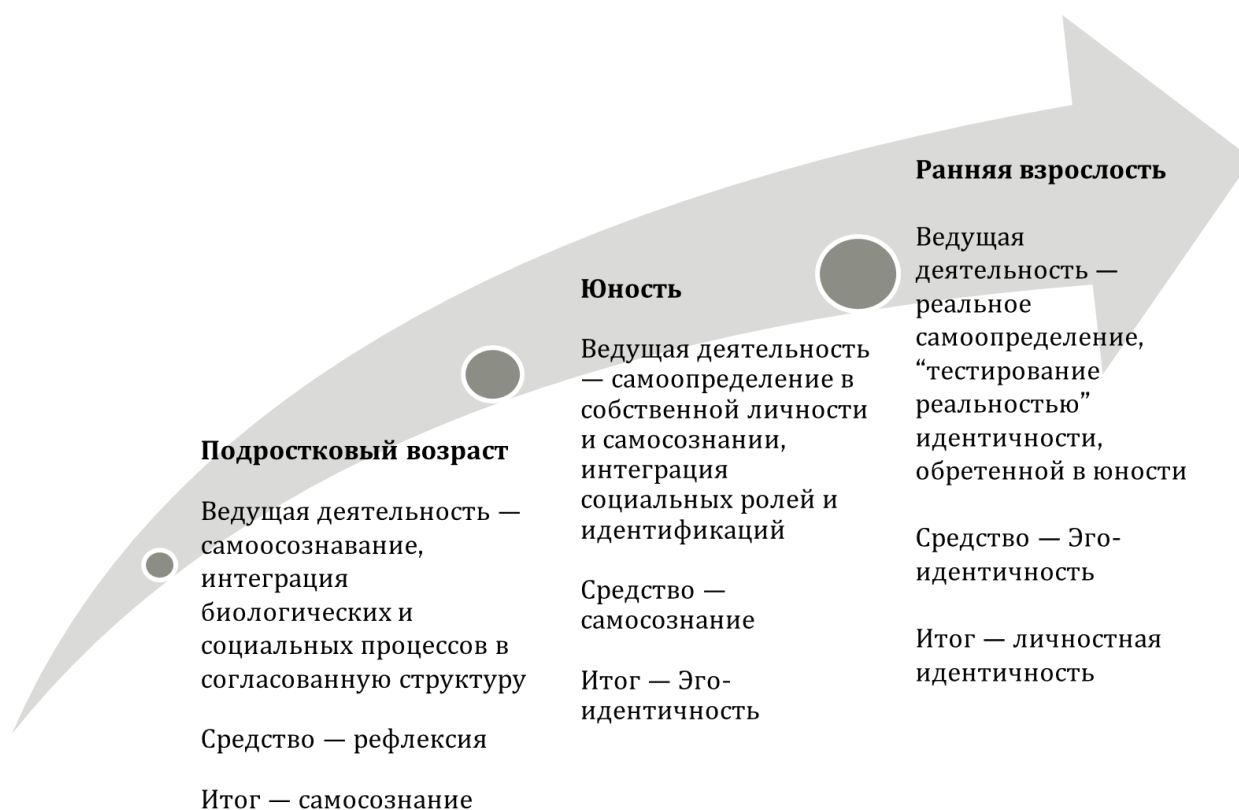 Подростковый возраст
Ведущая деятельность —
самоосознавание,
интеграция
биологических и
социальных процессов в
согласованную структуру
Средство — рефлексия
Итог — самосознание
Юность
Ведущая деятельность
— самоопределение в
собственной личности
и самосознании,
интеграция
социальных ролей и
идентификаций
Средство —
самосознание
Итог — Эго-
идентичность
Ранняя взрослость
Ведущая
деятельность —
реальное
самоопределение,
“тестирование
реальностью”
идентичности,
обретенной в юности
Средство — Эго-
идентичность
Итог — личностная
идентичность